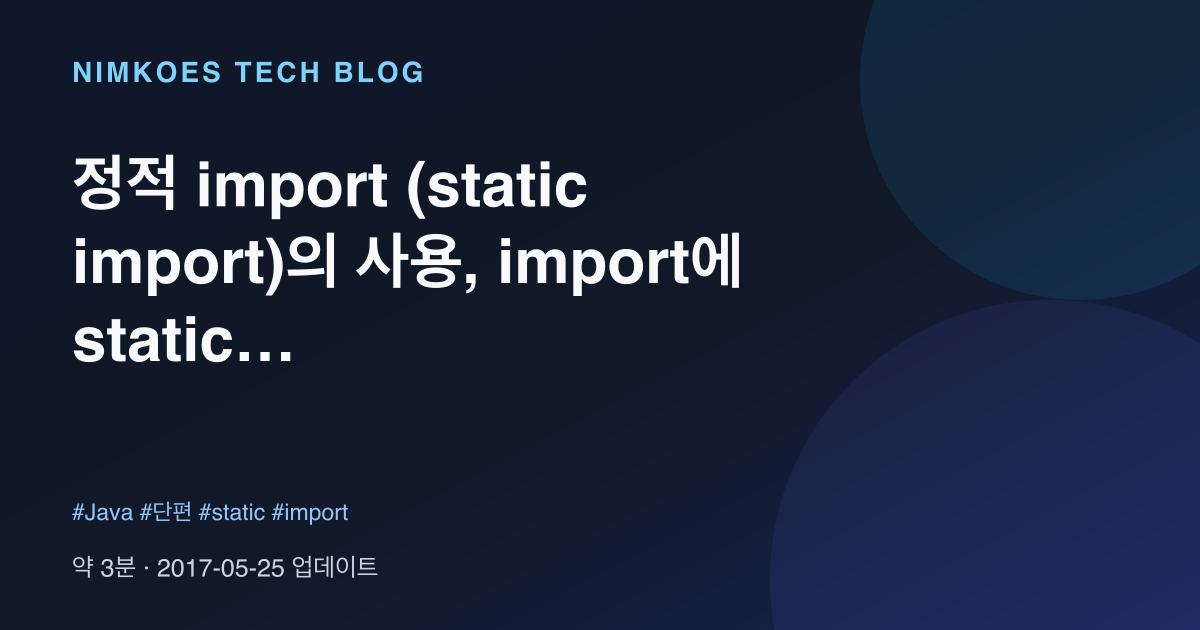 NIMKOES TECH BLOG
정적 import (static
import)의 사용, import에
static…
#Java #단편 #static #import
약 3분 · 2017-05-25 업데이트